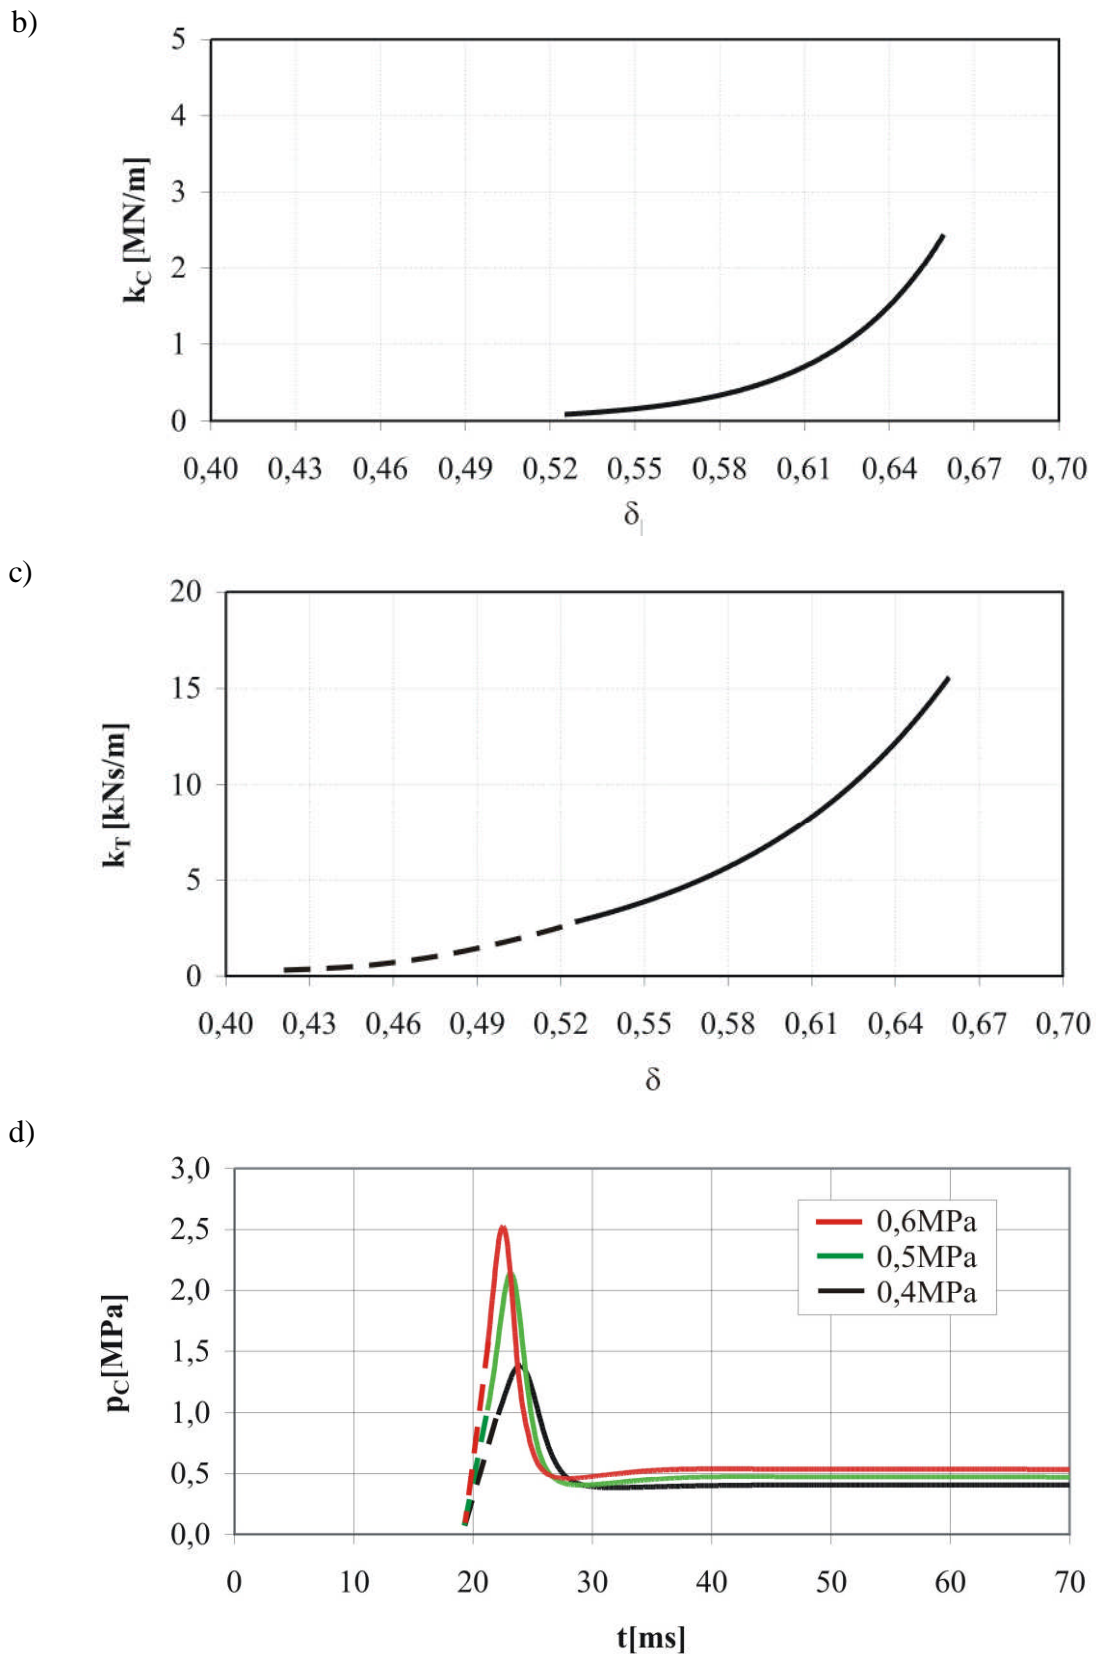 b)
5
4
3
2
1
0
k_C [MN/m]
0,40 0,43 0,46 0,49 0,52 0,55 0,58 0,61 0,64 0,67 0,70
δ
c)
20
15
10
5
0
k_T [kNs/m]
0,40 0,43 0,46 0,49 0,52 0,55 0,58 0,61 0,64 0,67 0,70
δ
d)
3,0
2,5
2,0
1,5
1,0
0,5
0,0
p_C[MPa]
0,6MPa
0,5MPa
0,4MPa
0 10 20 30 40 50 60 70
t[ms]